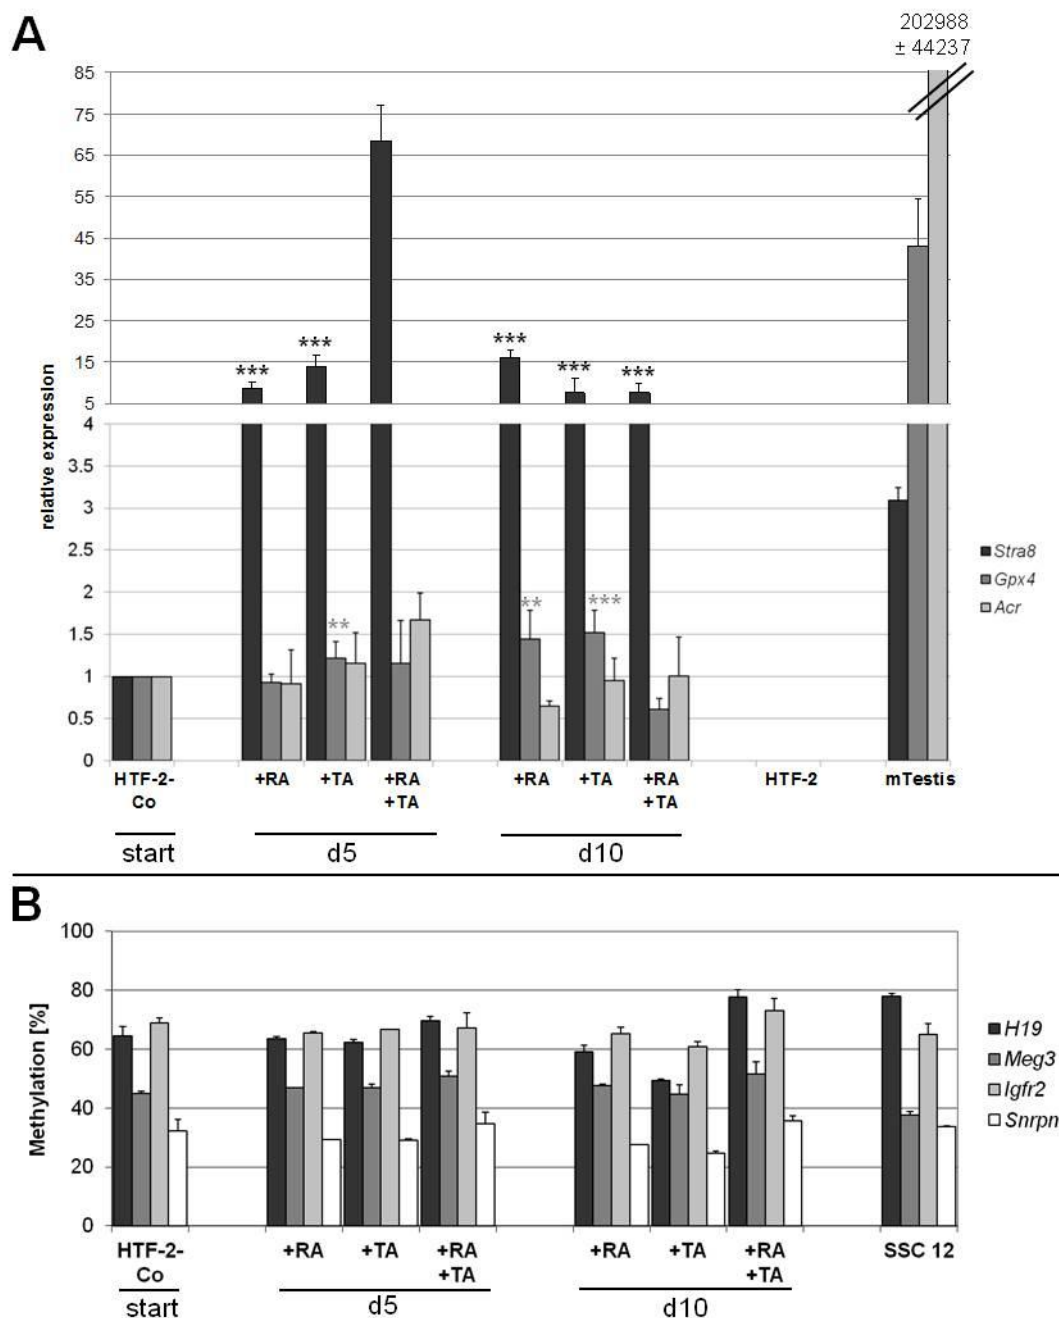 A
202988
± 44237
85
75
65
55
45
35
25
15
5
*** *** *** *** ***
4
3.5
3
2.5
2
1.5
1
0.5
0
** ** ***
relative expression
Stra8
Gpx4
Acr
HTF-2-Co +RA +TA +RA +TA +RA +TA +RA +TA HTF-2 mTestis
start d5 d10
B
100
80
60
40
20
0
Methylation [%]
H19
Meg3
Igfr2
Snrpn
HTF-2-Co +RA +TA +RA +TA +RA +TA +RA +TA SSC 12
start d5 d10